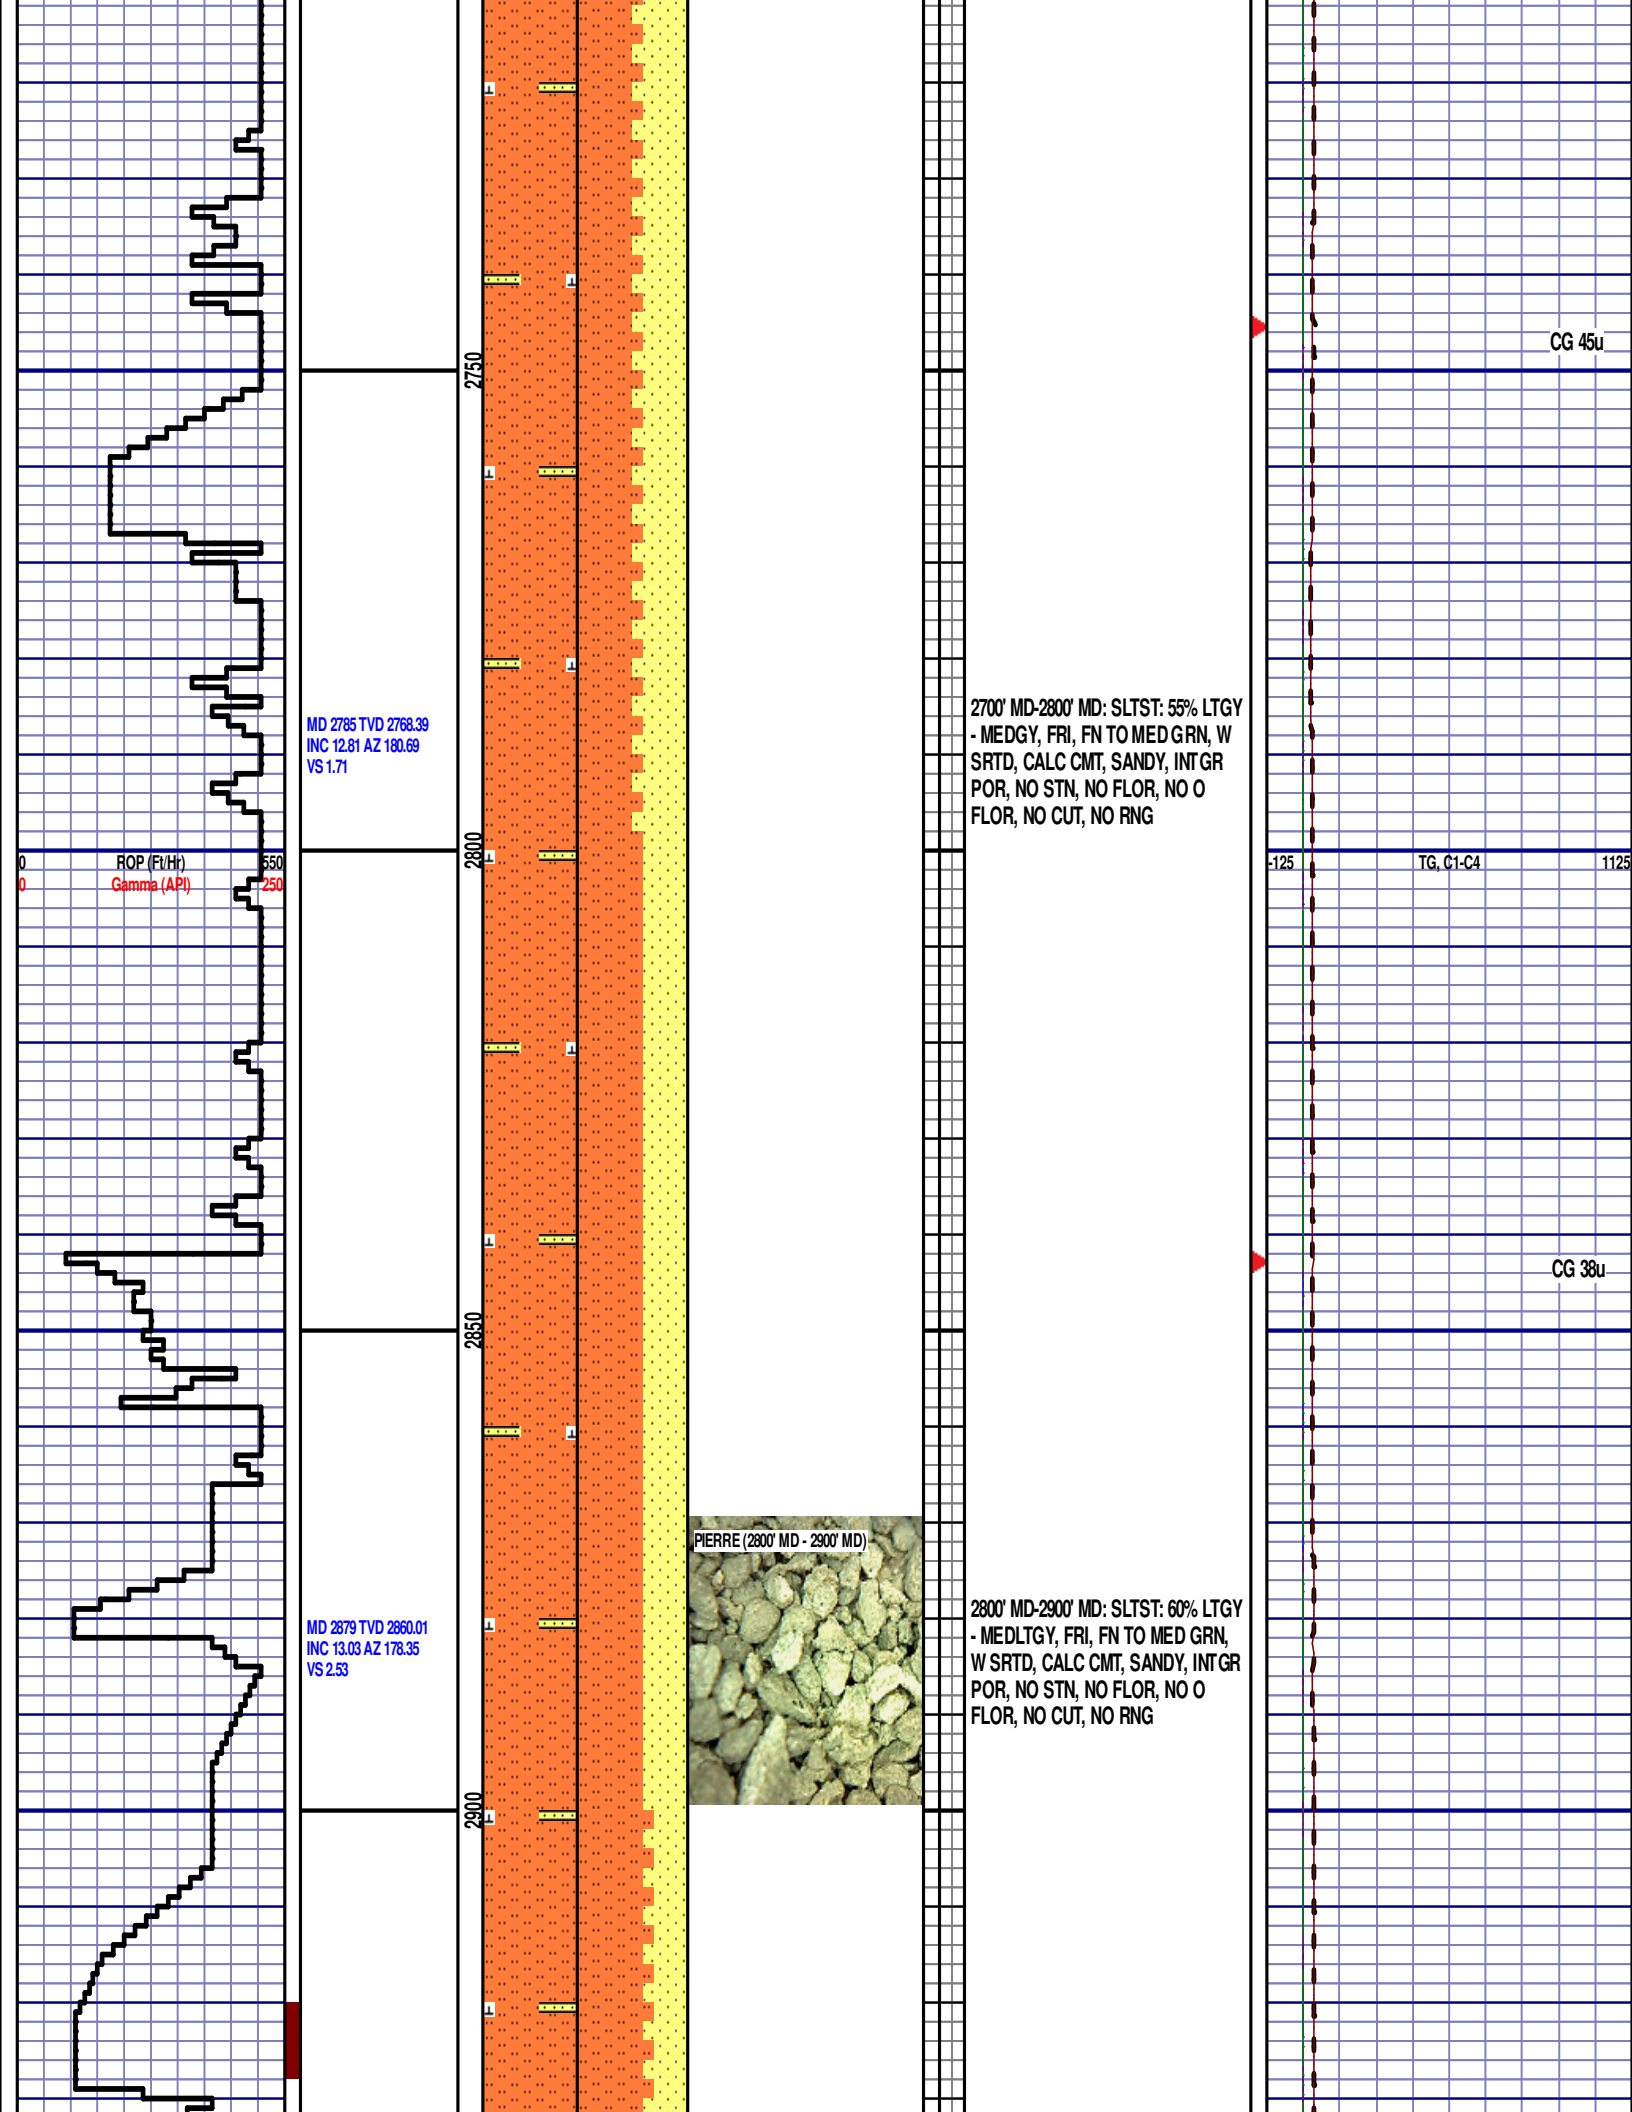 CG 45u
2750
2700' MD-2800' MD: SLTST: 55% LTGY
- MEDGY, FRI, FN TO MED GRN, W
SRTD, CALC CMT, SANDY, INTGR
POR, NO STN, NO FLOR, NO O
FLOR, NO CUT, NO RNG
MD 2785 TVD 2768.39
INC 12.81 AZ 180.69
VS 1.71
2800
0 ROP (Ft/Hr) 550
0 Gamma (API) 250
-125 TG, C1-C4 1125
CG 38u
2850
PIERRE (2800' MD - 2900' MD)
2800' MD-2900' MD: SLTST: 60% LTGY
- MEDLTGY, FRI, FN TO MED GRN,
W SRTD, CALC CMT, SANDY, INTGR
POR, NO STN, NO FLOR, NO O
FLOR, NO CUT, NO RNG
MD 2879 TVD 2860.01
INC 13.03 AZ 178.35
VS 2.53
2900